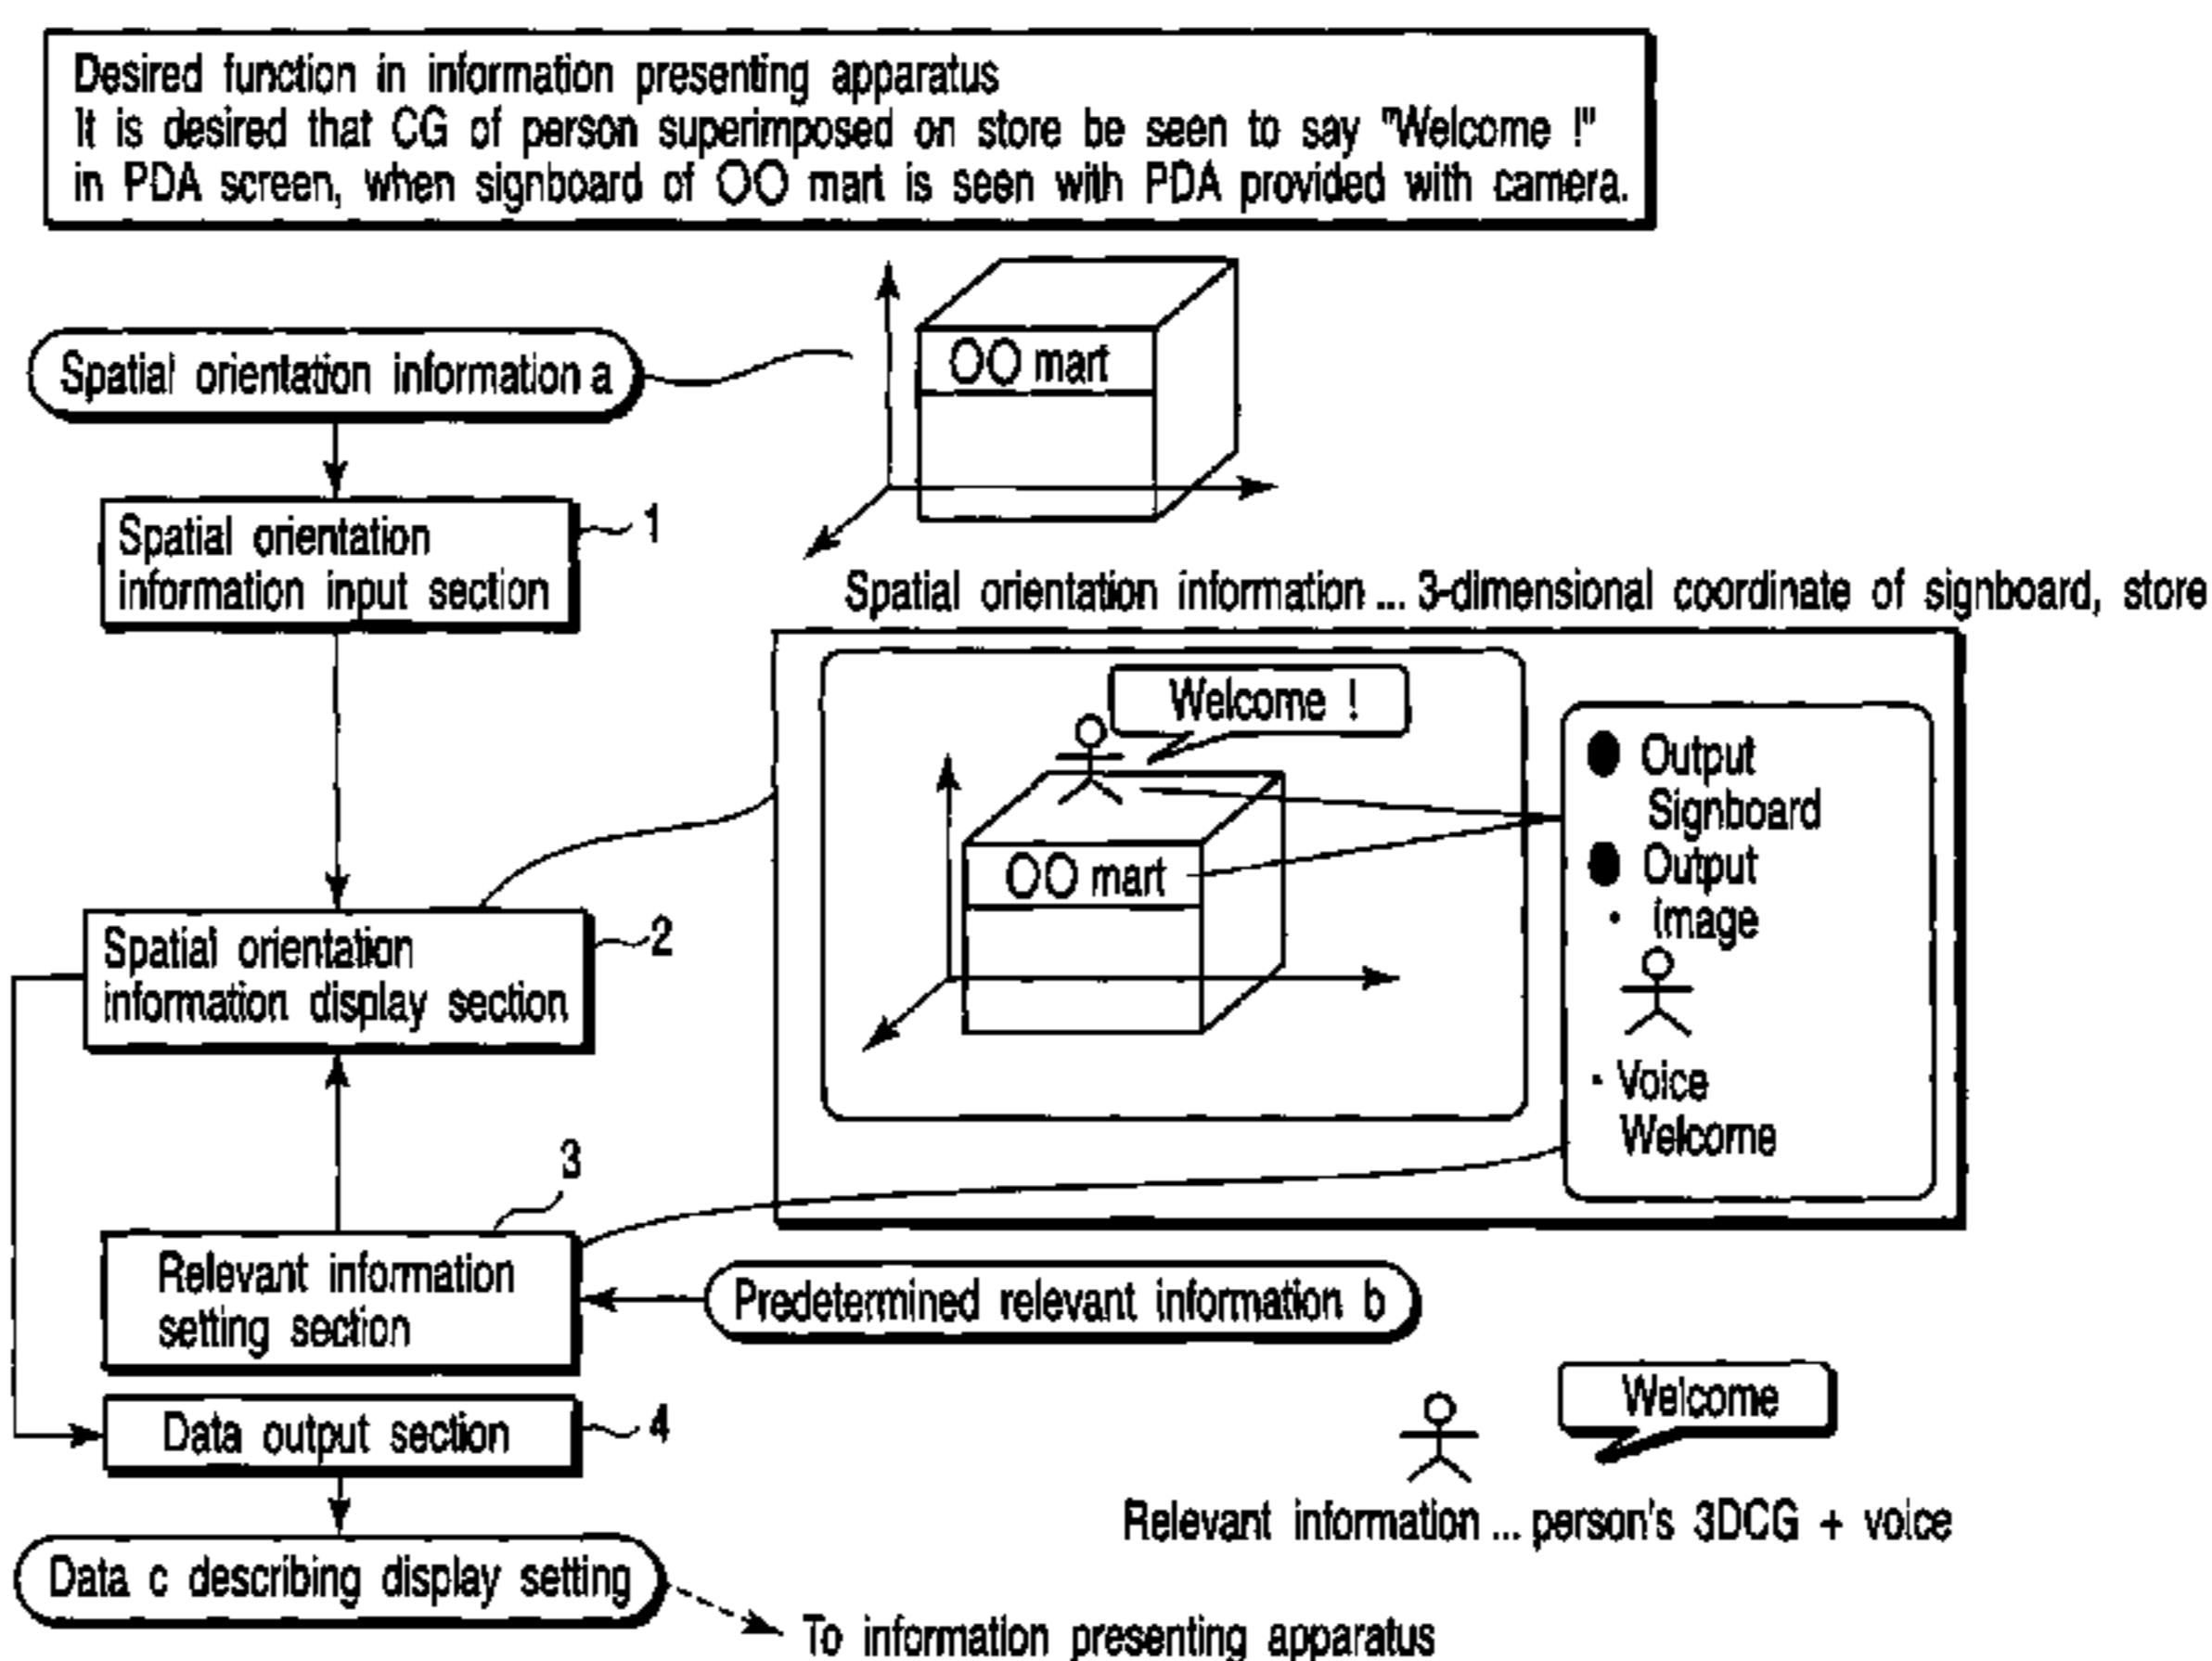 Desired function in information presenting apparatus
It is desired that CG of person superimposed on store be seen to say "Welcome !"
in PDA screen, when signboard of ○○ mart is seen with PDA provided with camera.
Spatial orientation information a
○○ mart
Spatial orientation
information input section
1
Spatial orientation information ... 3-dimensional coordinate of signboard, store
Welcome !
○○ mart
● Output
Signboard
● Output
· Image
· Voice
Welcome
Spatial orientation
information display section
2
3
Relevant information
setting section
Predetermined relevant information b
Data output section
4
Welcome
Relevant information ... person's 3DCG + voice
Data c describing display setting
To information presenting apparatus